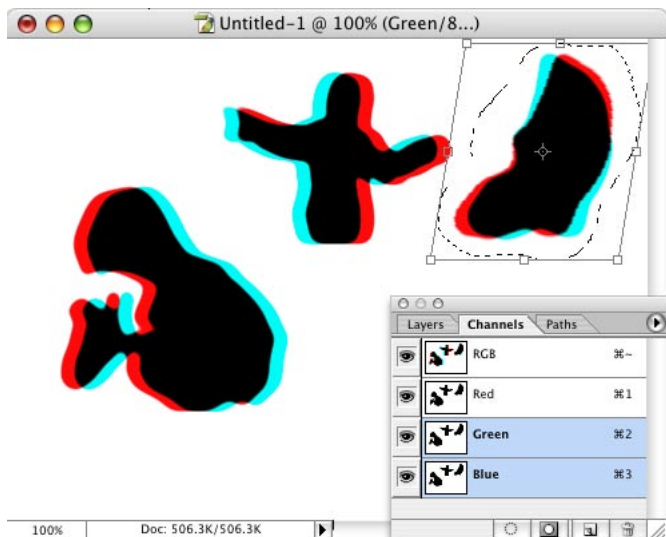 Untitled-1 @ 100% (Green/8...)
Layers Channels Paths
RGB ⌘~
Red ⌘1
Green ⌘2
Blue ⌘3
100% Doc: 506.3K/506.3K